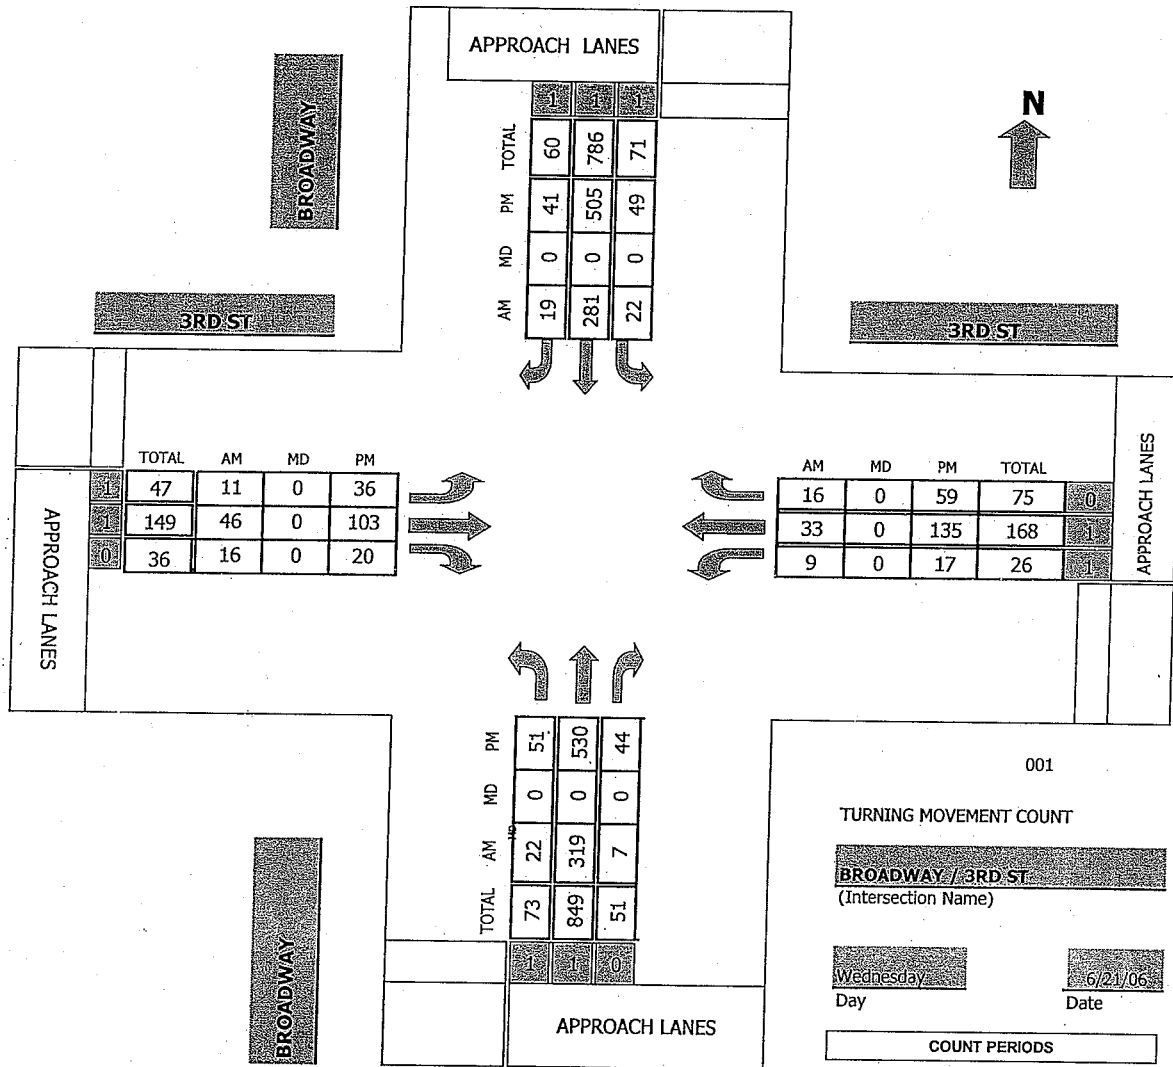 APPROACH LANES
1 1 1
TOTAL 60 786 71
PM 41 505 49
MD 0 0 0
AM 19 281 22
BROADWAY
N
3RD ST
3RD ST
TOTAL AM MD PM
1 47 11 0 36
1 149 46 0 103
0 36 16 0 20
APPROACH LANES
AM MD PM TOTAL
16 0 59 75 0
33 0 135 168 1
9 0 17 26 1
APPROACH LANES
PM 51 530 44
MD 0 0 0
MD
AM 22 319 7
TOTAL 73 849 51
1 1 0
APPROACH LANES
BROADWAY
001
TURNING MOVEMENT COUNT
BROADWAY / 3RD ST
(Intersection Name)
Wednesday 6/21/06
Day Date
COUNT PERIODS